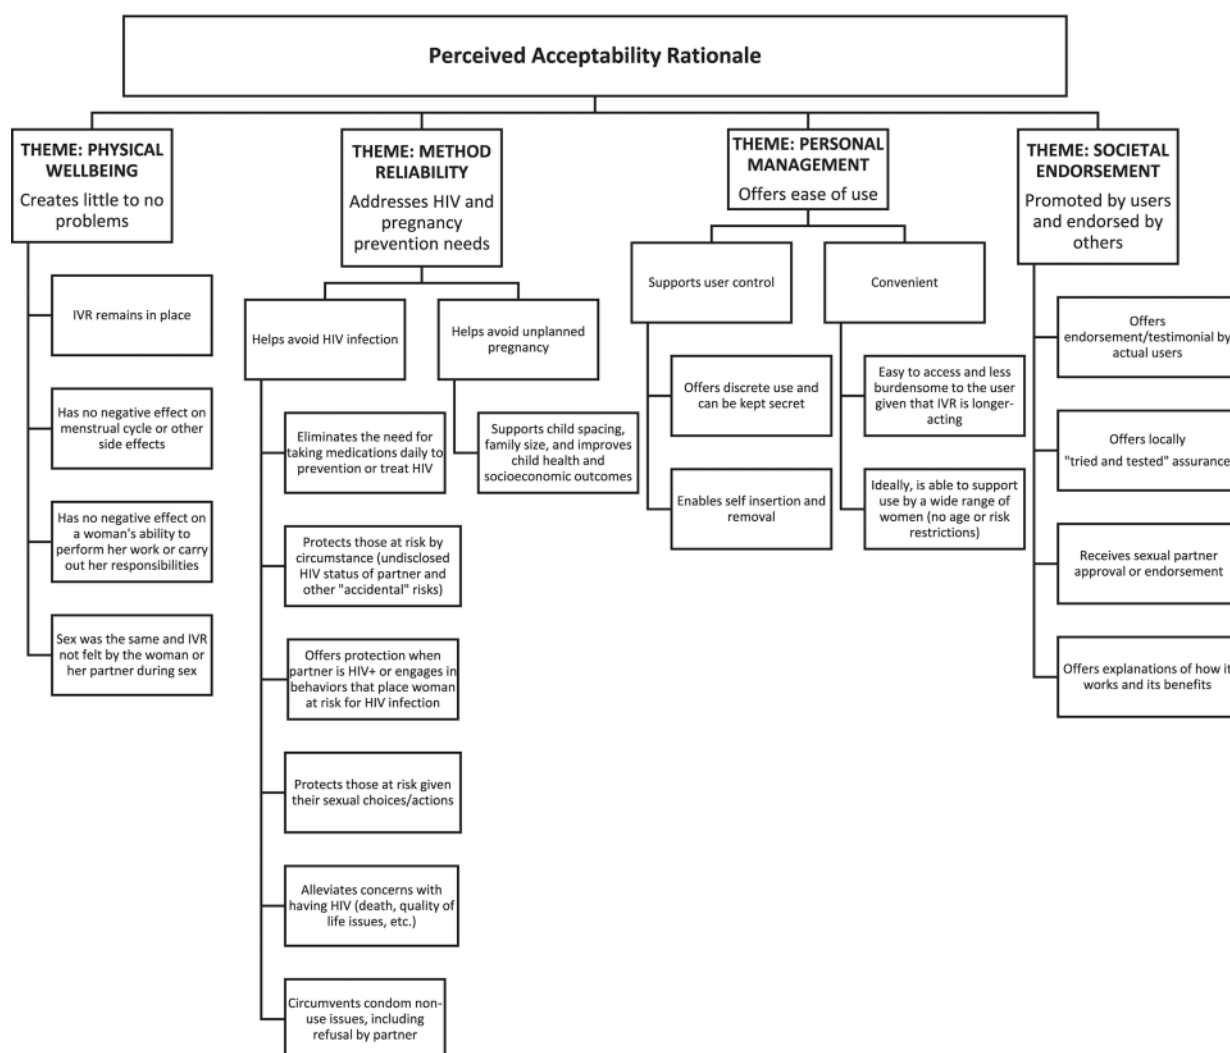 Perceived Acceptability Rationale
THEME: PHYSICAL
WELLBEING
Creates little to no
problems
IVR remains in place
Has no negative effect on
menstrual cycle or other
side effects
Has no negative effect on
a woman's ability to
perform her work or carry
out her responsibilities
Sex was the same and IVR
not felt by the woman or
her partner during sex
THEME: METHOD
RELIABILITY
Addresses HIV and
pregnancy
prevention needs
Helps avoid HIV infection
Eliminates the need for
taking medications daily to
prevention or treat HIV
Protects those at risk by
circumstance (undisclosed
HIV status of partner and
other "accidental" risks)
Offers protection when
partner is HIV+ or engages in
behaviors that place woman
at risk for HIV infection
Protects those at risk given
their sexual choices/actions
Alleviates concerns with
having HIV (death, quality of
life issues, etc.)
Circumvents condom non-
use issues, including
refusal by partner
Helps avoid unplanned
pregnancy
Supports child spacing,
family size, and improves
child health and
socioeconomic outcomes
THEME: PERSONAL
MANAGEMENT
Offers ease of use
Supports user control
Offers discrete use and
can be kept secret
Enables self insertion and
removal
Convenient
Easy to access and less
burdensome to the user
given that IVR is longer-
acting
Ideally, is able to support
use by a wide range of
women (no age or risk
restrictions)
THEME: SOCIETAL
ENDORSEMENT
Promoted by users
and endorsed by
others
Offers
endorsement/testimonial by
actual users
Offers locally
"tried and tested" assurance
Receives sexual partner
approval or endorsement
Offers explanations of how it
works and its benefits